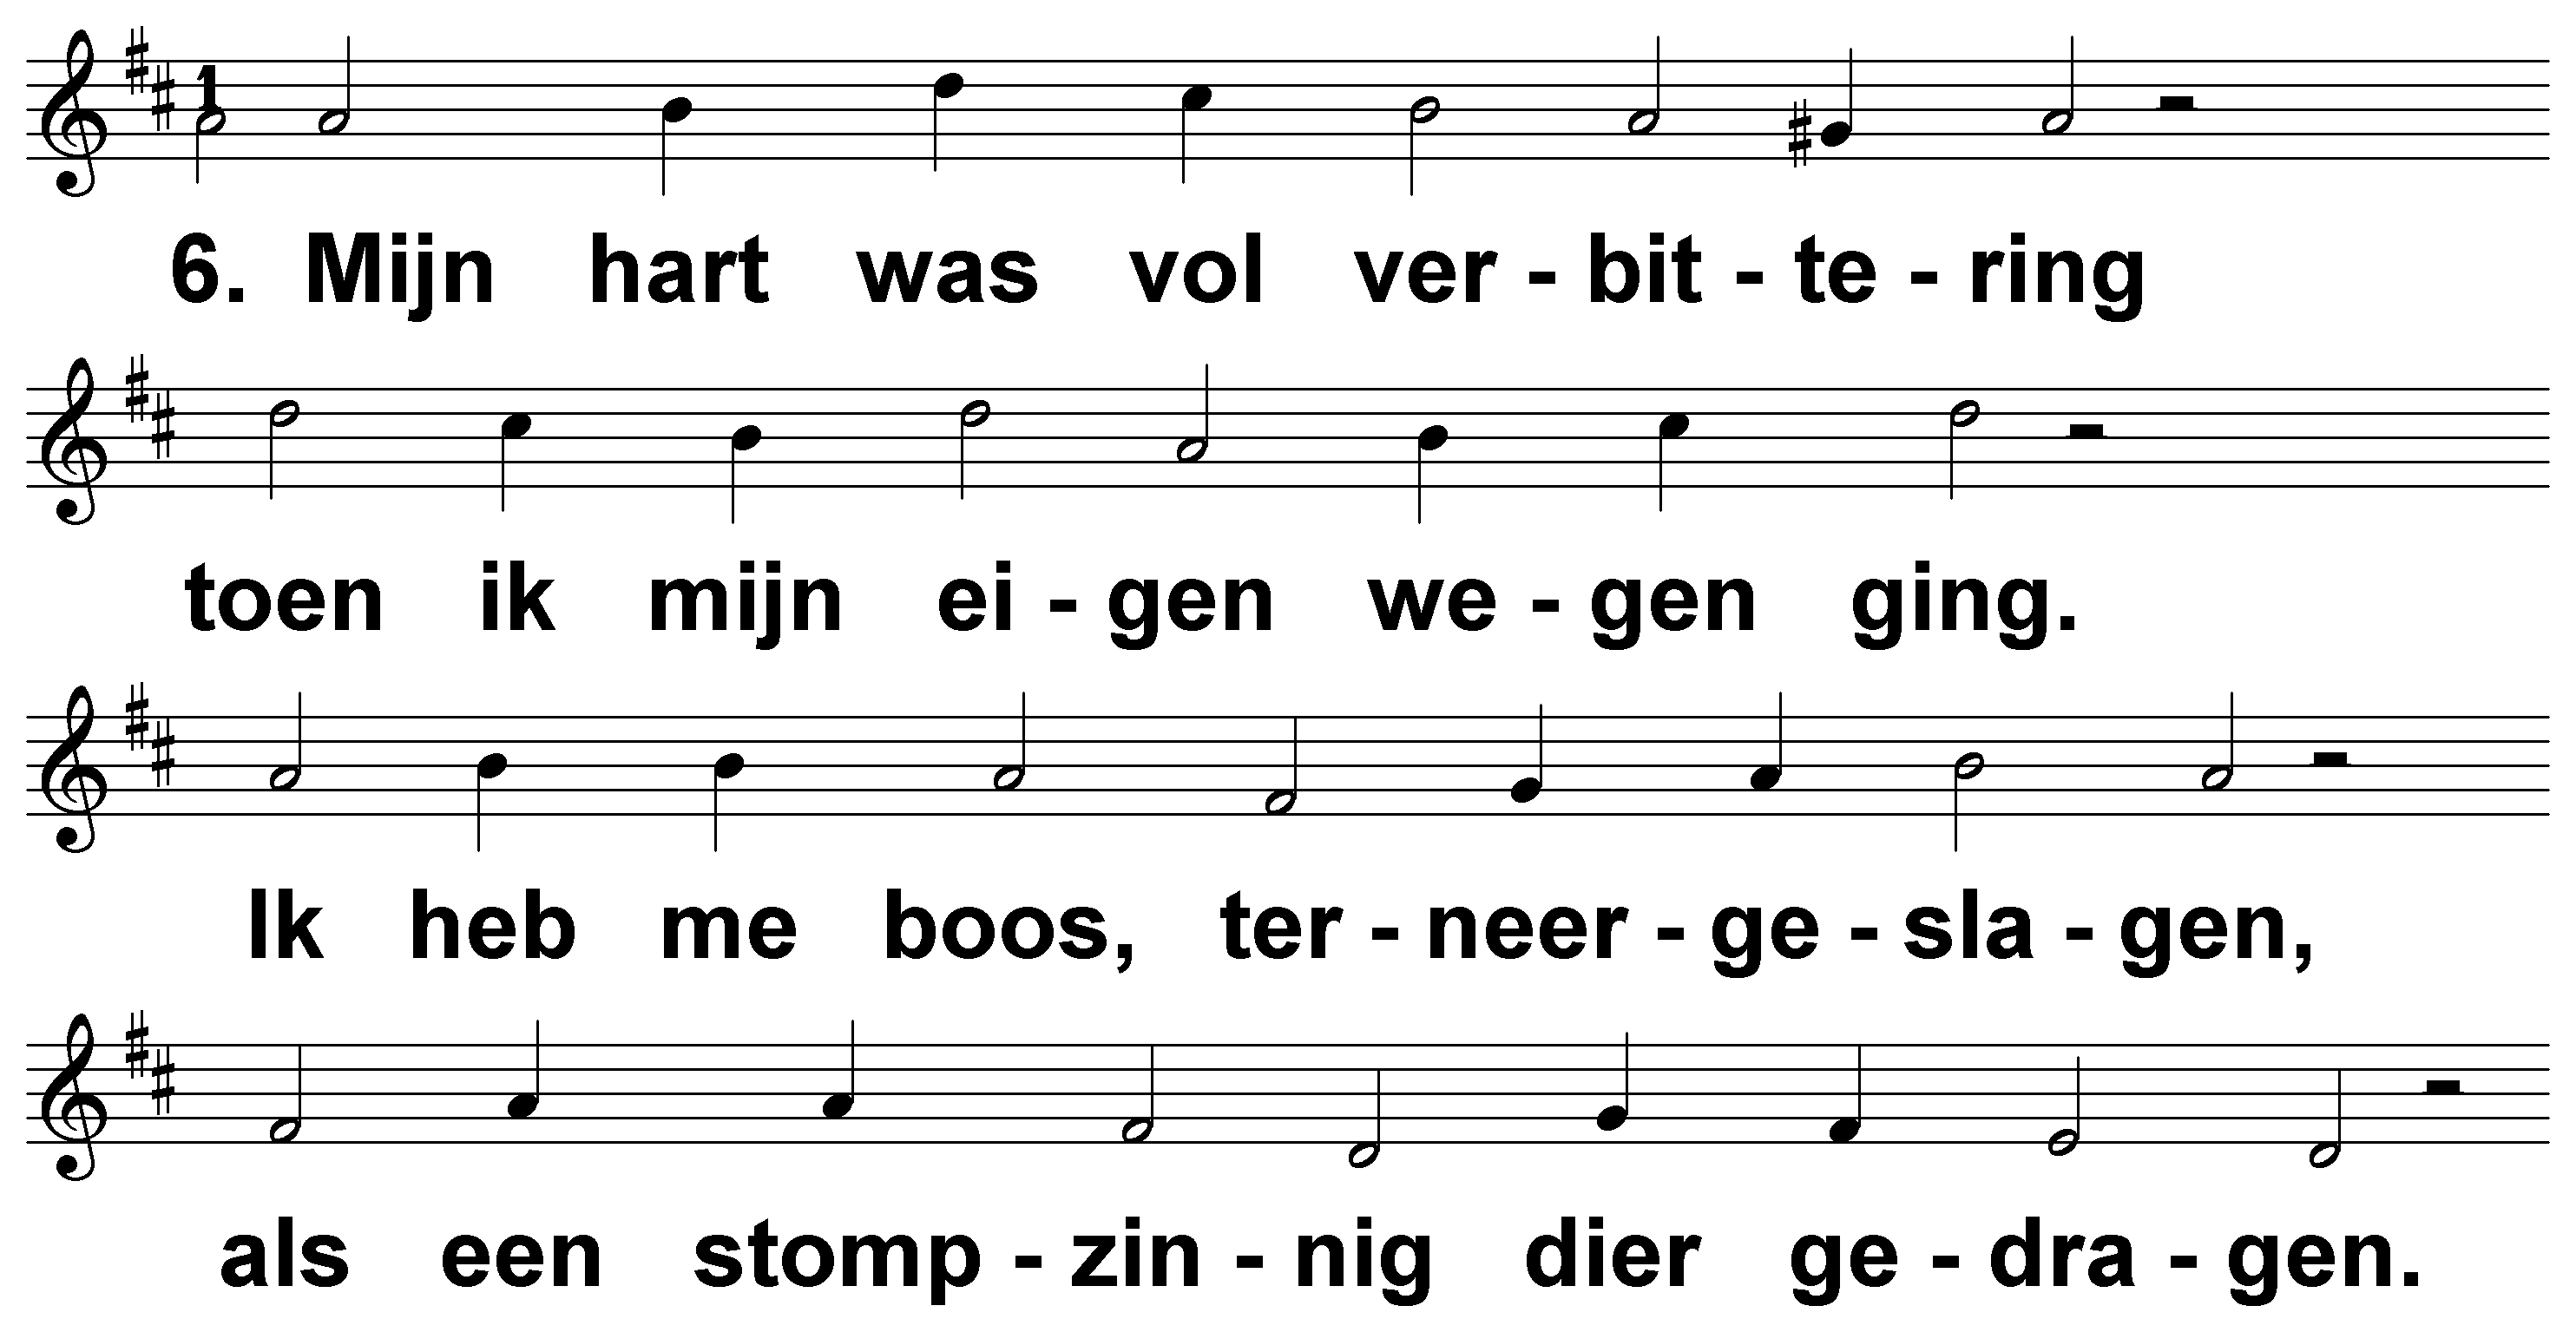 1
6. Mijn hart was vol ver - bit - te - ring
toen ik mijn ei - gen we - gen ging.
Ik heb me boos, ter - neer - ge - sla - gen,
als een stomp - zin - nig dier ge - dra - gen.